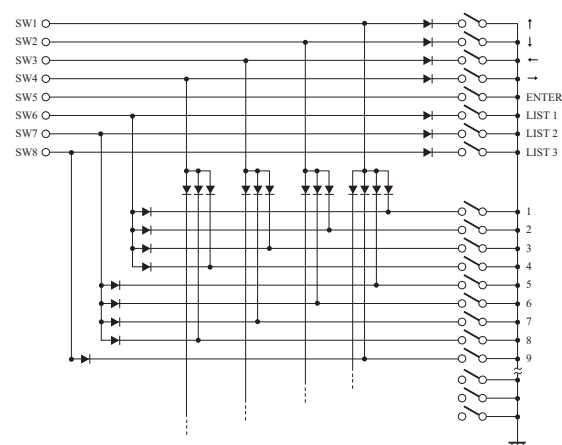 SW1 ↑
SW2 ↓
SW3 ←
SW4 →
SW5 ENTER
SW6 LIST 1
SW7 LIST 2
SW8 LIST 3
1
2
3
4
5
6
7
8
9